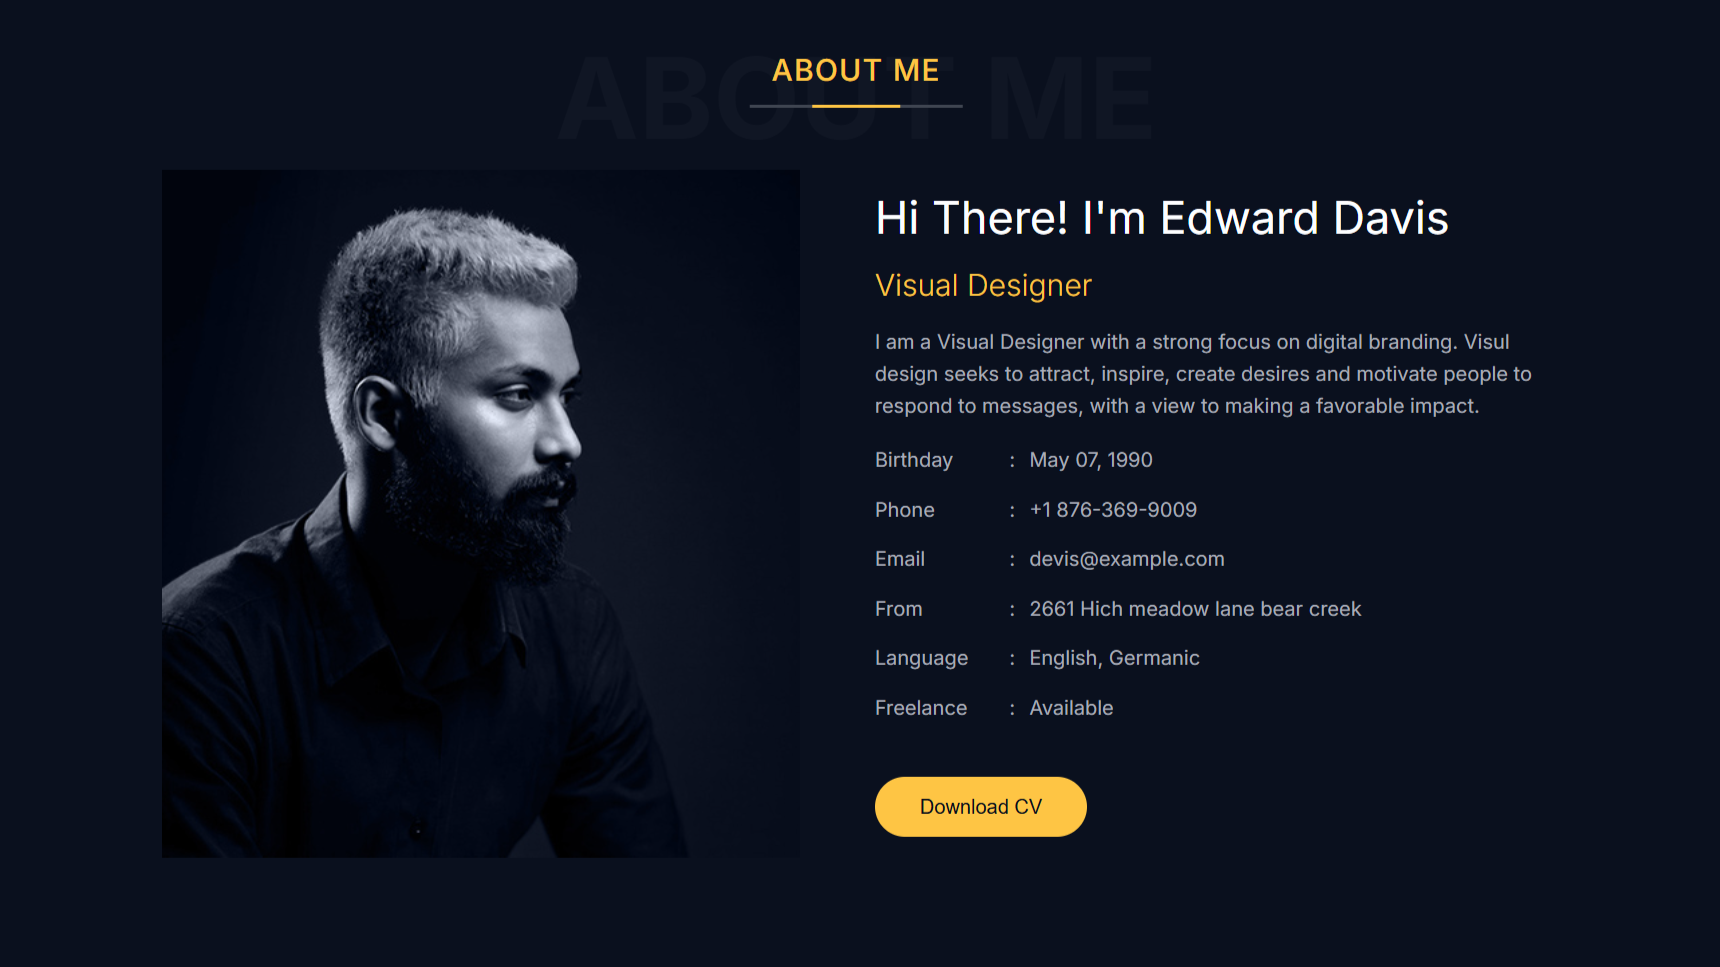 ABOUT ME
ABOUT ME
Hi There! I'm Edward Davis
Visual Designer
I am a Visual Designer with a strong focus on digital branding. Visul
design seeks to attract, inspire, create desires and motivate people to
respond to messages, with a view to making a favorable impact.
Birthday : May 07, 1990
Phone : +1 876-369-9009
Email : devis@example.com
From : 2661 Hich meadow lane bear creek
Language : English, Germanic
Freelance : Available
Download CV